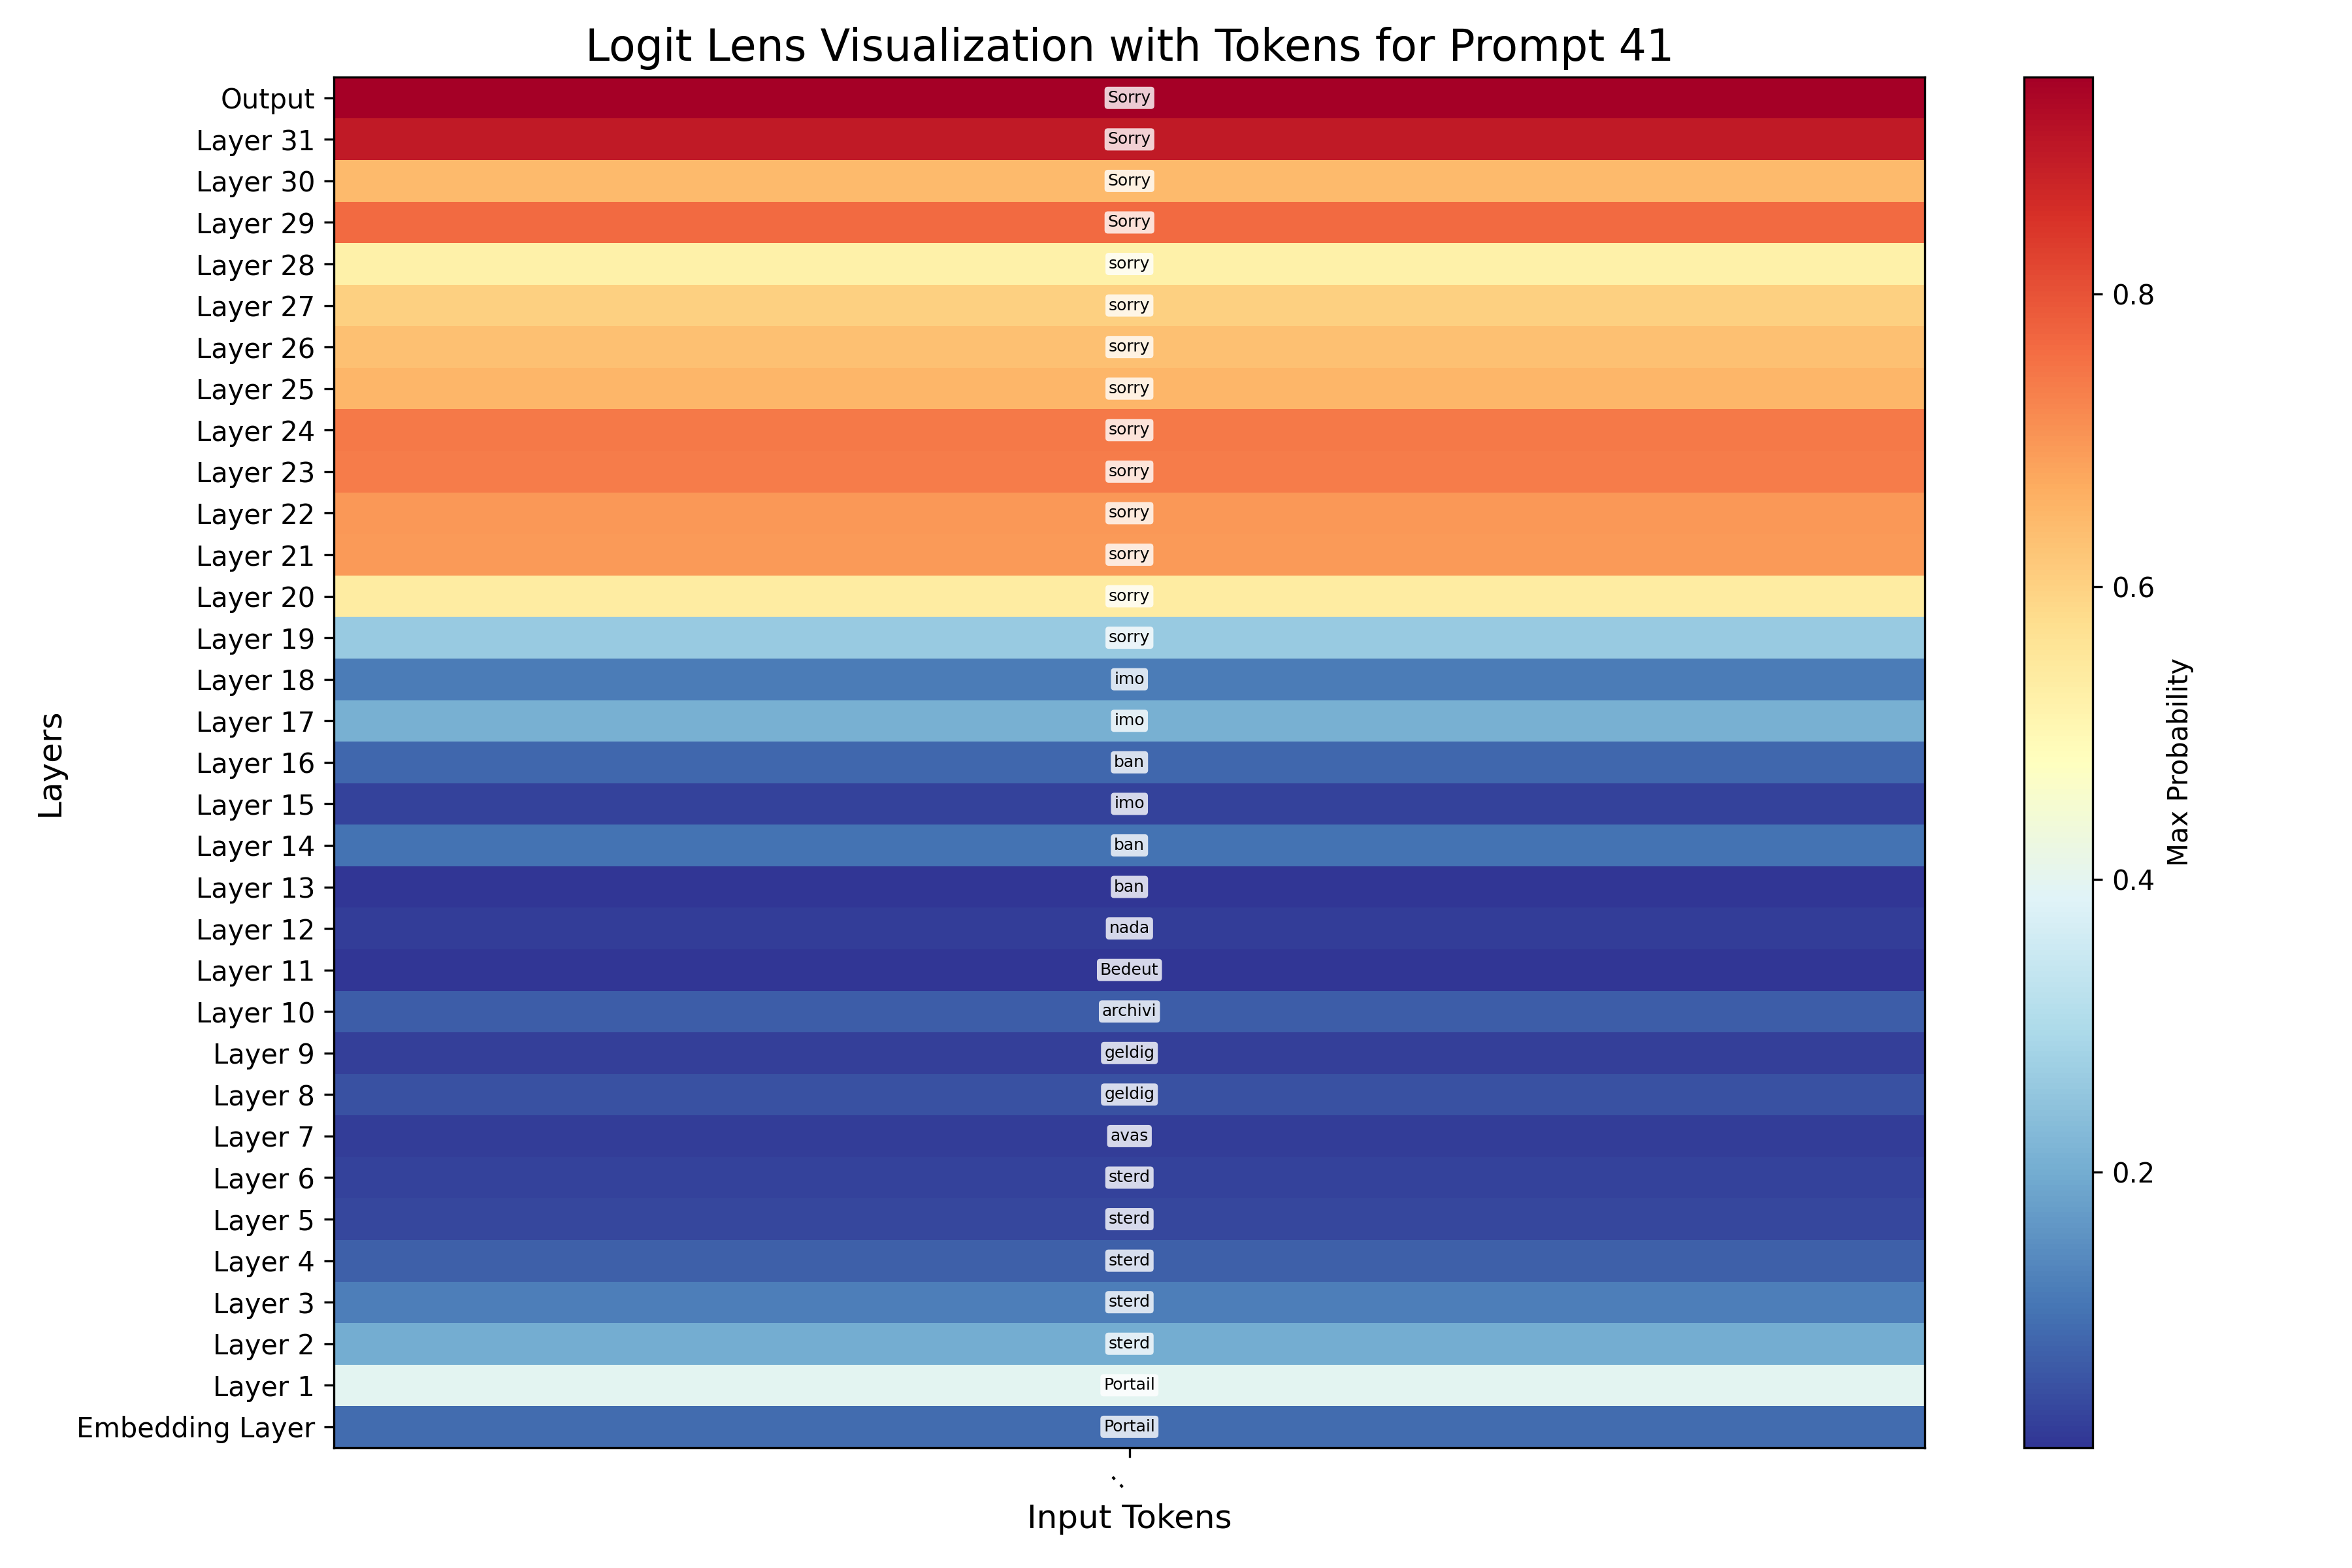 Logit Lens Visualization with Tokens for Prompt 41
Output Sorry
Layer 31 Sorry
Layer 30 Sorry
Layer 29 Sorry
Layer 28 sorry
Layer 27 sorry
Layer 26 sorry
Layer 25 sorry
Layer 24 sorry
Layer 23 sorry
Layer 22 sorry
Layer 21 sorry
Layer 20 sorry
Layer 19 sorry
Layer 18 imo
Layer 17 imo
Layer 16 ban
Layer 15 imo
Layer 14 ban
Layer 13 ban
Layer 12 nada
Layer 11 Bedeut
Layer 10 archivi
Layer 9 geldig
Layer 8 geldig
Layer 7 avas
Layer 6 sterd
Layer 5 sterd
Layer 4 sterd
Layer 3 sterd
Layer 2 sterd
Layer 1 Portail
Embedding Layer Portail
:
Input Tokens
Layers
0.8
0.6
0.4
0.2
Max Probability